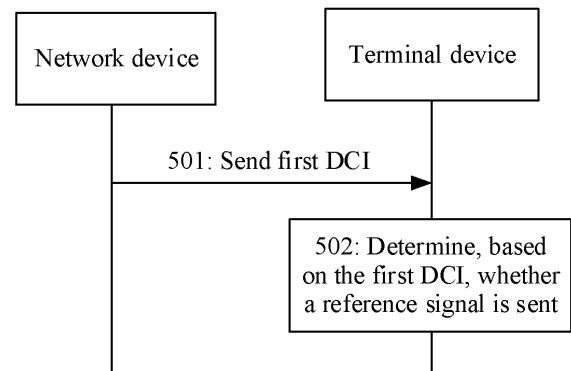 Network device
Terminal device
501: Send first DCI
502: Determine, based
on the first DCI, whether
a reference signal is sent